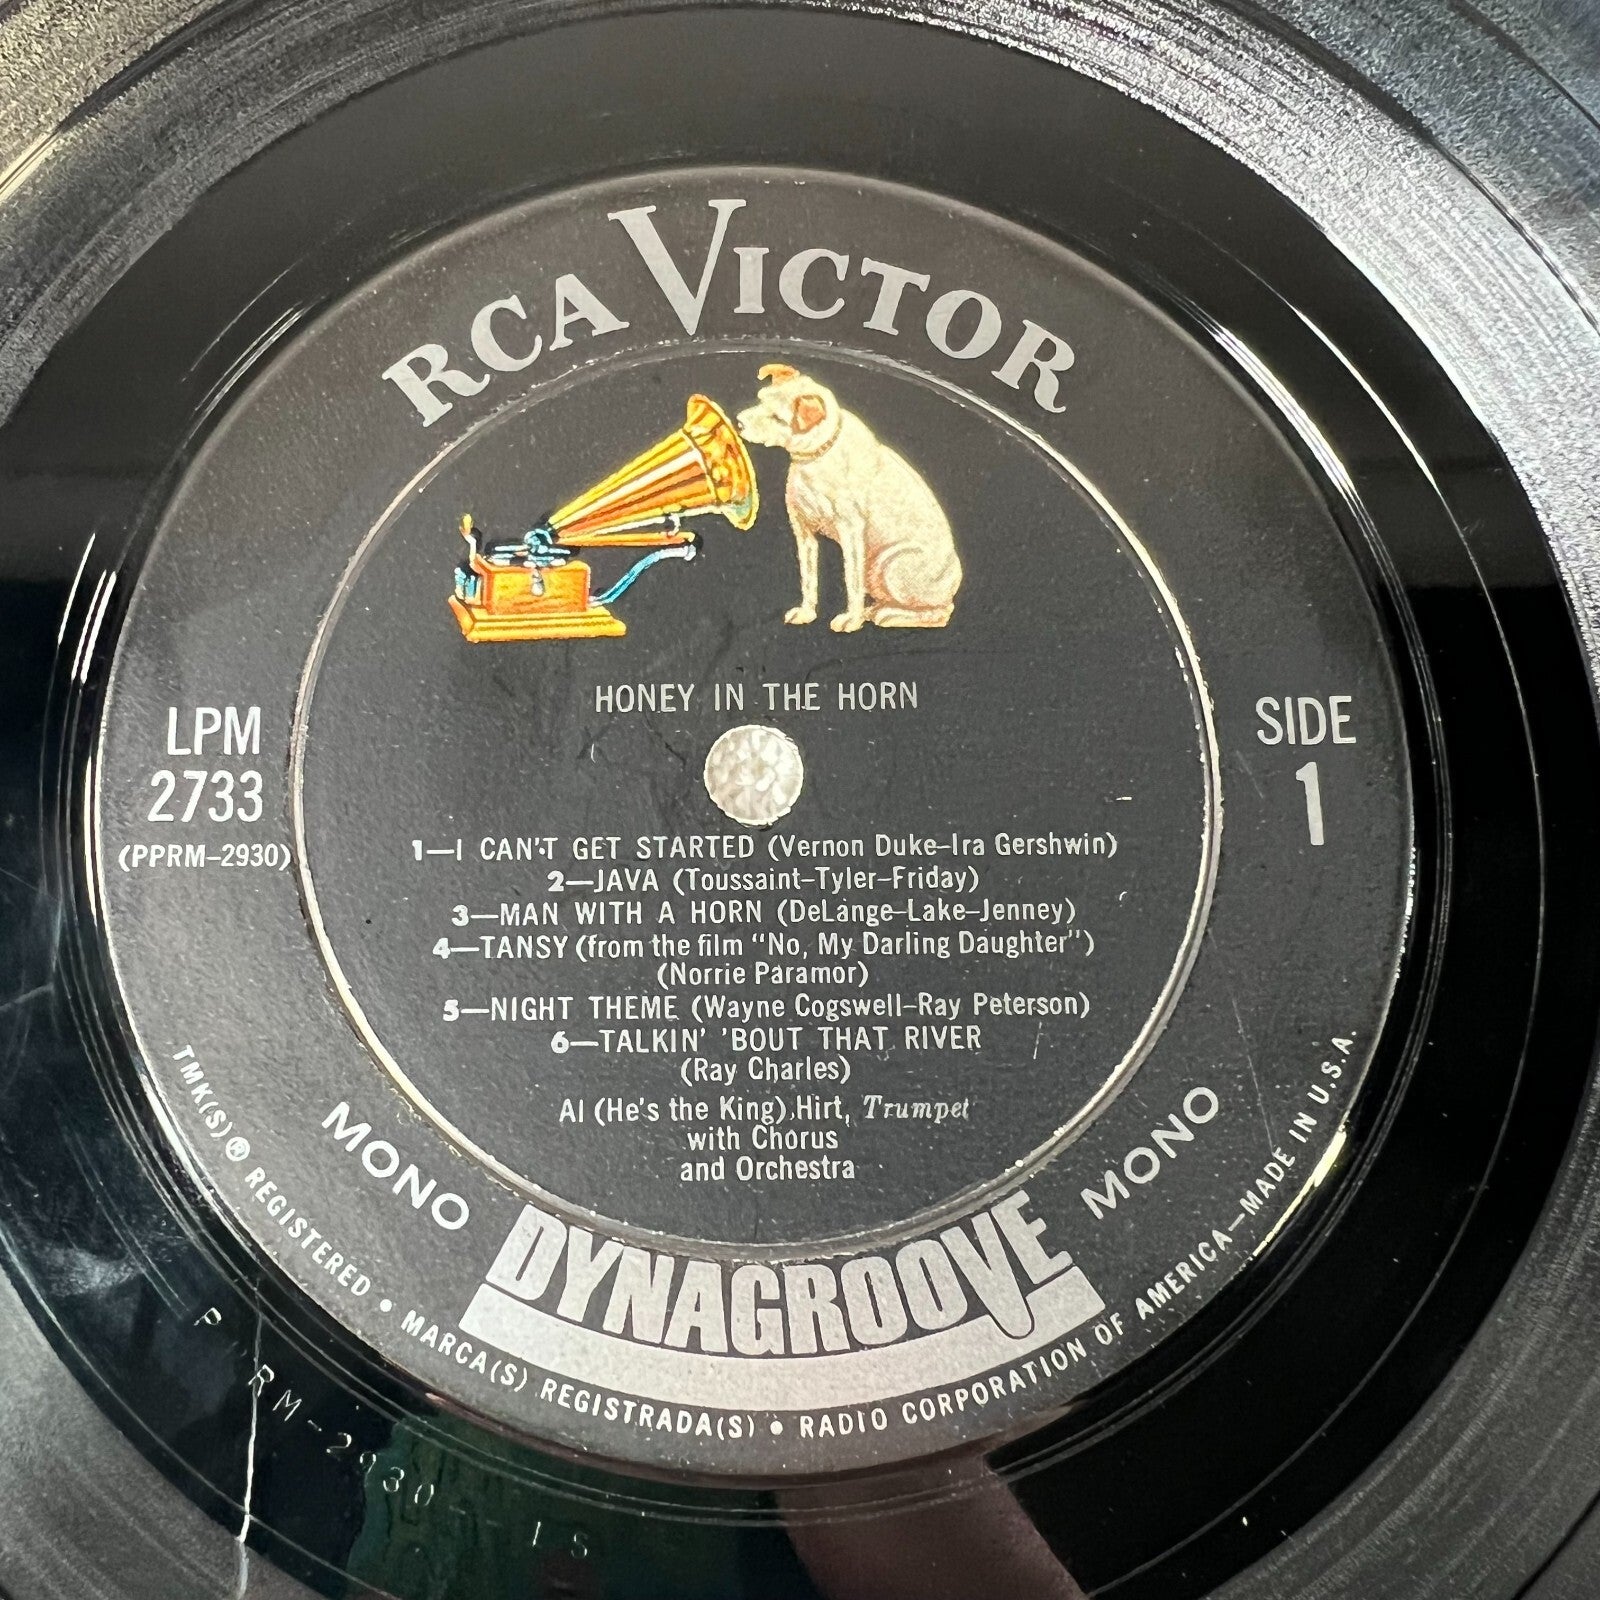 RCA VICTOR
HONEY IN THE HORN
LPM
2733
(PPRM-2930)
SIDE
1
1—I CAN'T GET STARTED (Vernon Duke-Ira Gershwin)
2—JAVA (Toussaint-Tyler-Friday)
3—MAN WITH A HORN (DeLange-Lake-Jenney)
4—TANSY (from the film "No, My Darling Daughter")
(Norrie Paramor)
5—NIGHT THEME (Wayne Cogswell-Ray Peterson)
6—TALKIN' 'BOUT THAT RIVER
(Ray Charles)
Al (He's the King) Hirt, Trumpet
with Chorus
and Orchestra
MONO
DYNAGROOVE
MONO
TMK(S) ® REGISTERED • MARCA(S) REGISTRADA(S) • RADIO CORPORATION OF AMERICA—MADE IN U.S.A.